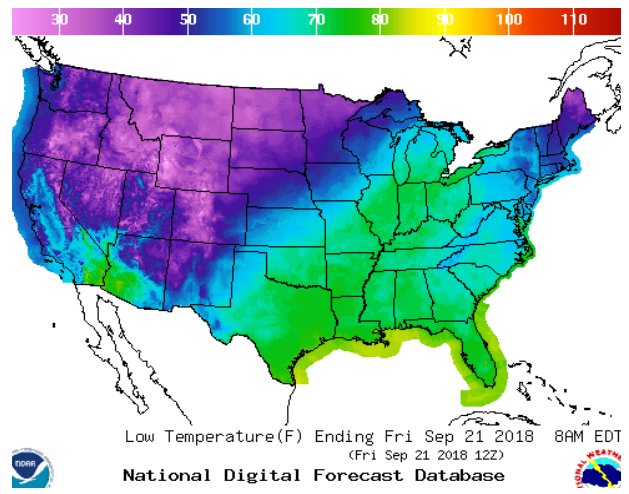 30 40 50 60 70 80 90 100 110
Low Temperature(F) Ending Fri Sep 21 2018 8AM EDT
(Fri Sep 21 2018 12Z)
National Digital Forecast Database
noaa